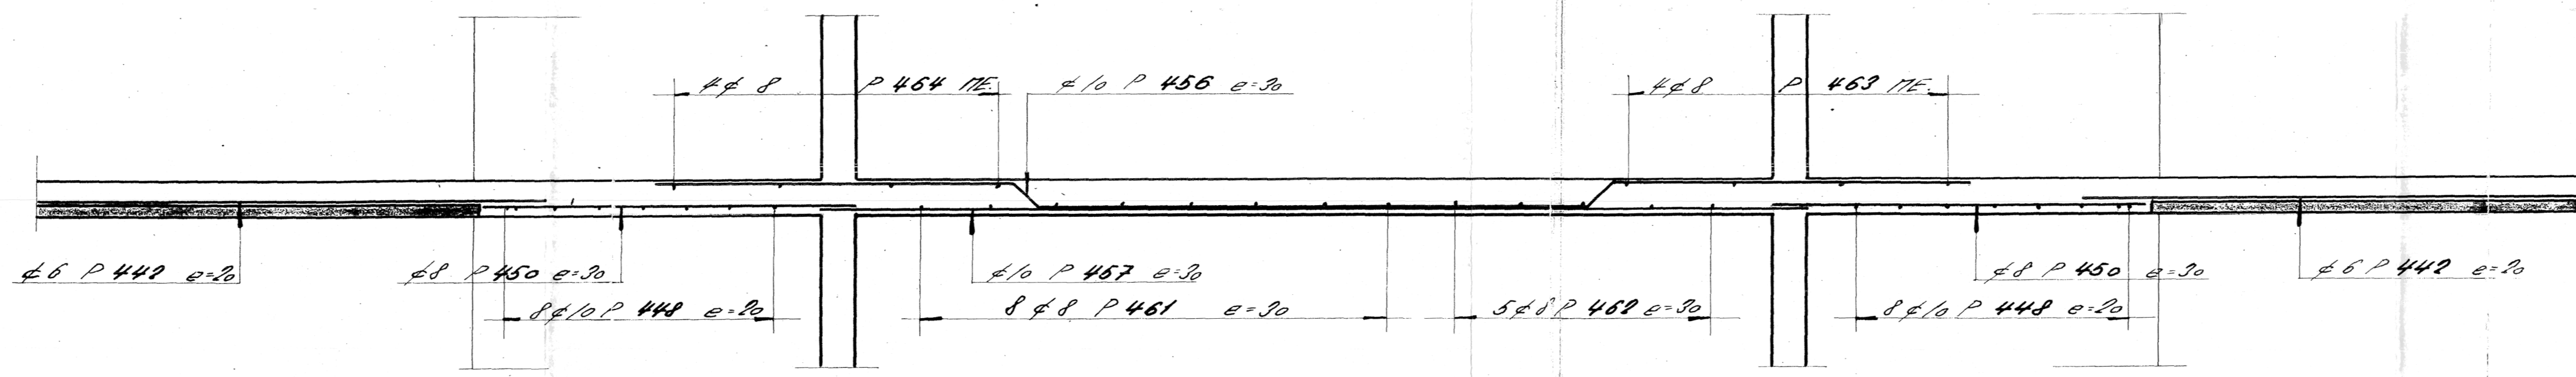 4¢ 8 P 464 ME.
¢10 P 456 e=30
4¢8 P 463 ME.
¢6 P 442 e=20
¢8 P 450 e=30
¢10 P 457 e=30
¢8 P 450 e=30
¢6 P 442 e=20
8¢10 P 448 e=20
8 ¢8 P 461 e=30
5¢8 P 462 e=30
8¢10 P 448 e=20